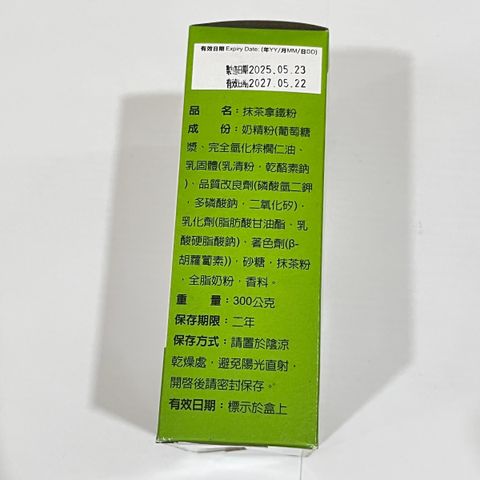 有效日期 Expiry Date: (年YY/月MM/日DD)
製造日期2025.05.23
有效日期2027.05.22
品　名：抹茶拿鐵粉
成　份：奶精粉(葡萄糖
漿、完全氫化棕櫚仁油、
乳固體(乳清粉，乾酪素鈉
)、品質改良劑(磷酸氫二鉀
，多磷酸鈉，二氧化矽)，
乳化劑(脂肪酸甘油酯、乳
酸硬脂酸鈉)、著色劑(β-
胡蘿蔔素))，砂糖，抹茶粉
，全脂奶粉，香料。
重　量：300公克
保存期限：二年
保存方式：請置於陰涼
乾燥處，避免陽光直射，
開啓後請密封保存。
有效日期：標示於盒上